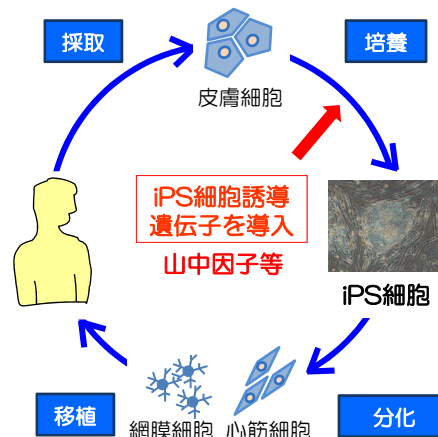 採取
培養
皮膚細胞
iPS細胞誘導
遺伝子を導入
山中因子等
iPS細胞
移植
網膜細胞
心筋細胞
分化